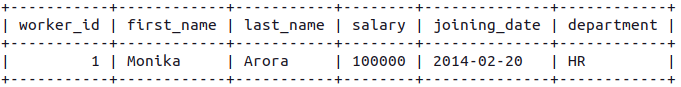 +-----------+------------+-----------+--------+--------------+------------+
| worker_id | first_name | last_name | salary | joining_date | department |
+-----------+------------+-----------+--------+--------------+------------+
|         1 | Monika     | Arora     | 100000 | 2014-02-20   | HR         |
+-----------+------------+-----------+--------+--------------+------------+